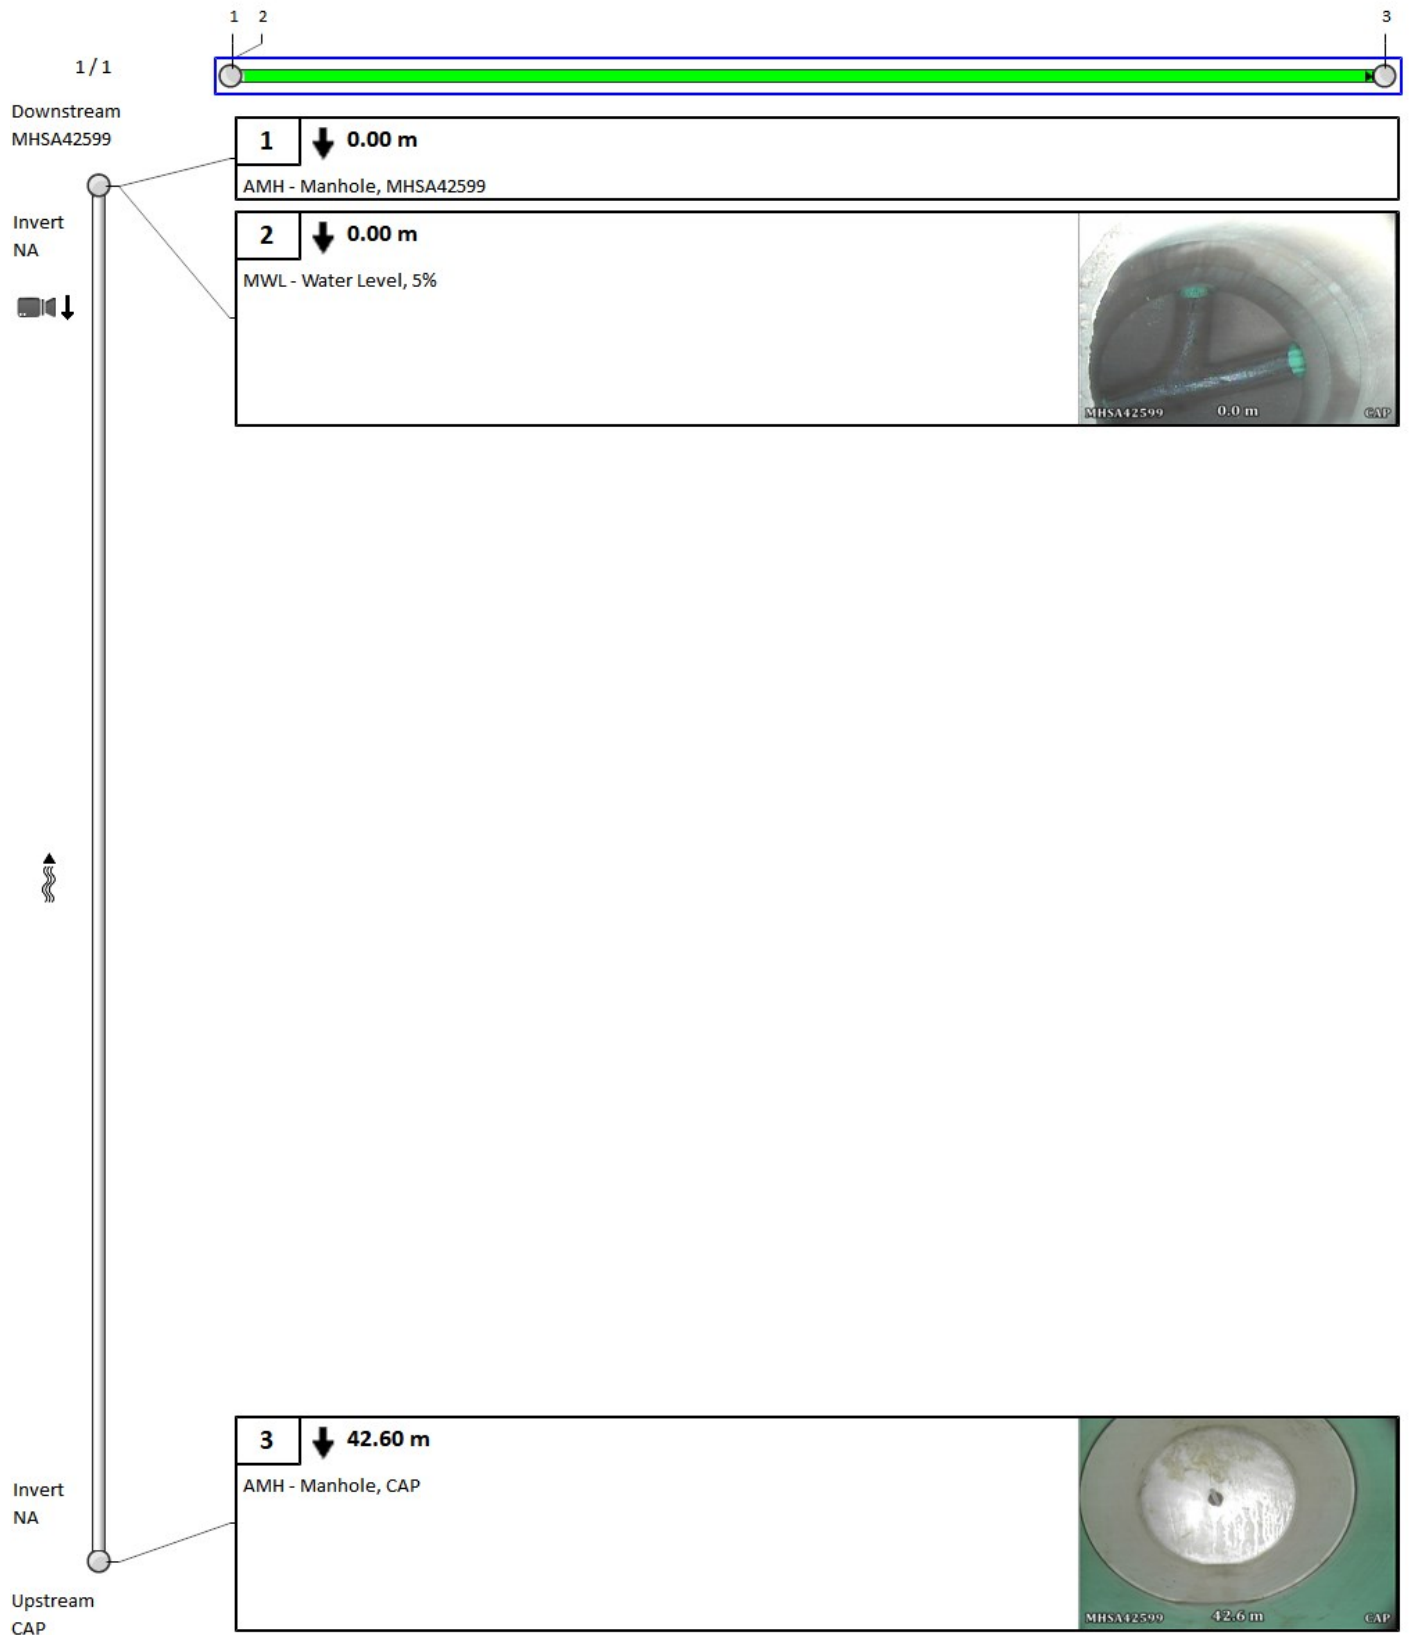 1 2 3
1 / 1
Downstream
MHSA42599
1 0.00 m
AMH - Manhole, MHSA42599
Invert
NA
2 0.00 m
MWL - Water Level, 5%
MHSA42599 0.0 m CAP
3 42.60 m
AMH - Manhole, CAP
Invert
NA
MHSA42599 42.6 m CAP
Upstream
CAP